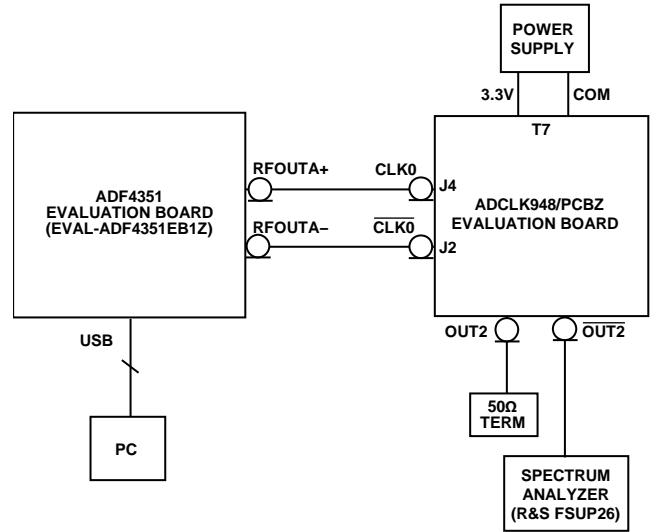 POWER
SUPPLY
3.3V
COM
T7
ADF4351
EVALUATION BOARD
(EVAL-ADF4351EB1Z)
RFOUTA+
CLK0
J4
RFOUTA–
CLK0
J2
ADCLK948/PCBZ
EVALUATION BOARD
USB
PC
OUT2
OUT2
50Ω
TERM
SPECTRUM
ANALYZER
(R&S FSUP26)